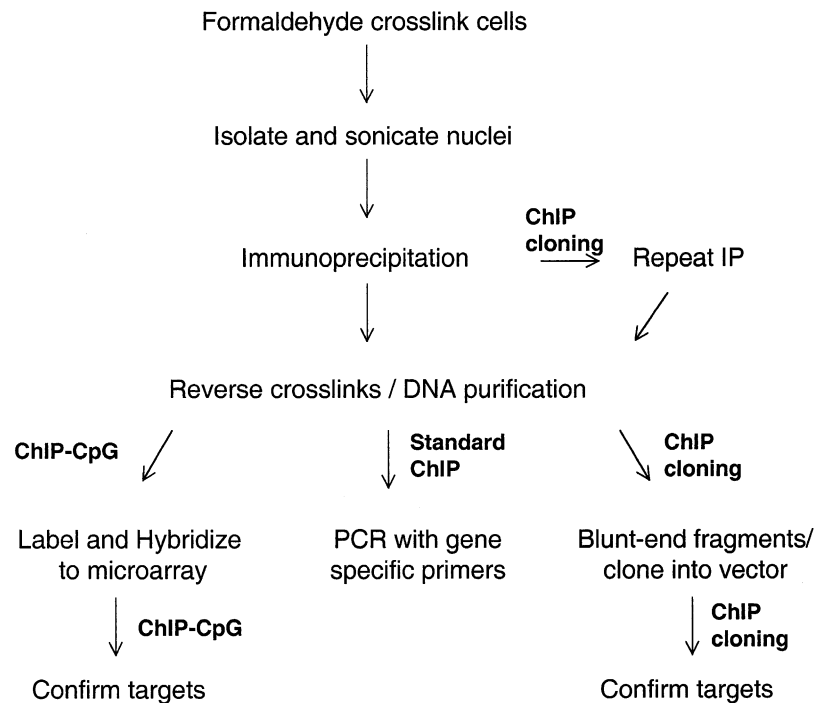 Formaldehyde crosslink cells
Isolate and sonicate nuclei
ChIP
cloning
Immunoprecipitation
Repeat IP
Reverse crosslinks / DNA purification
ChIP-CpG
Standard
ChIP
ChIP
cloning
Label and Hybridize
to microarray
PCR with gene
specific primers
Blunt-end fragments/
clone into vector
ChIP-CpG
ChIP
cloning
Confirm targets
Confirm targets